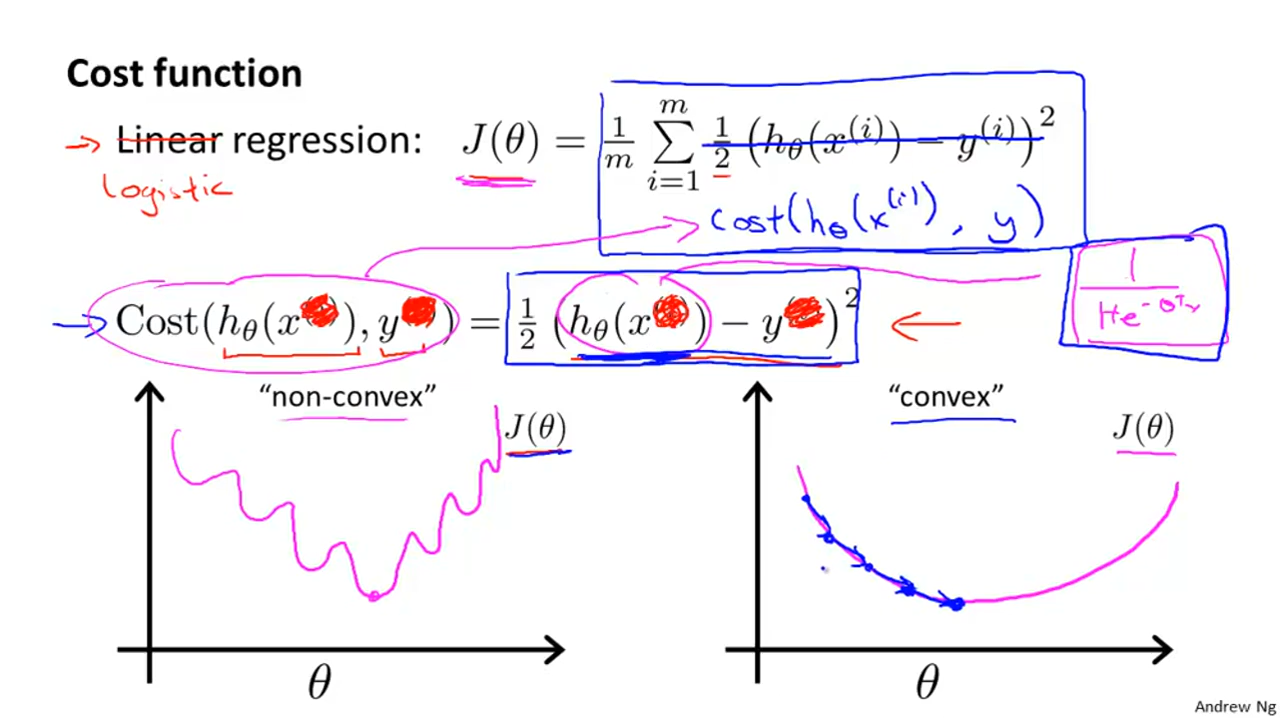 Cost function
→ Linear regression: J(θ) = 1/m ∑_{i=1}^{m} 1/2 (h_θ(x^{(i)}) − y^{(i)})^2
logistic
cost(h_θ(x^{(i)}), y)
Cost(h_θ(x), y) = 1/2 (h_θ(x) − y)^2 ←
1/(1+e^{-θ^T x})
“non-convex”
J(θ)
θ
“convex”
J(θ)
θ
Andrew Ng